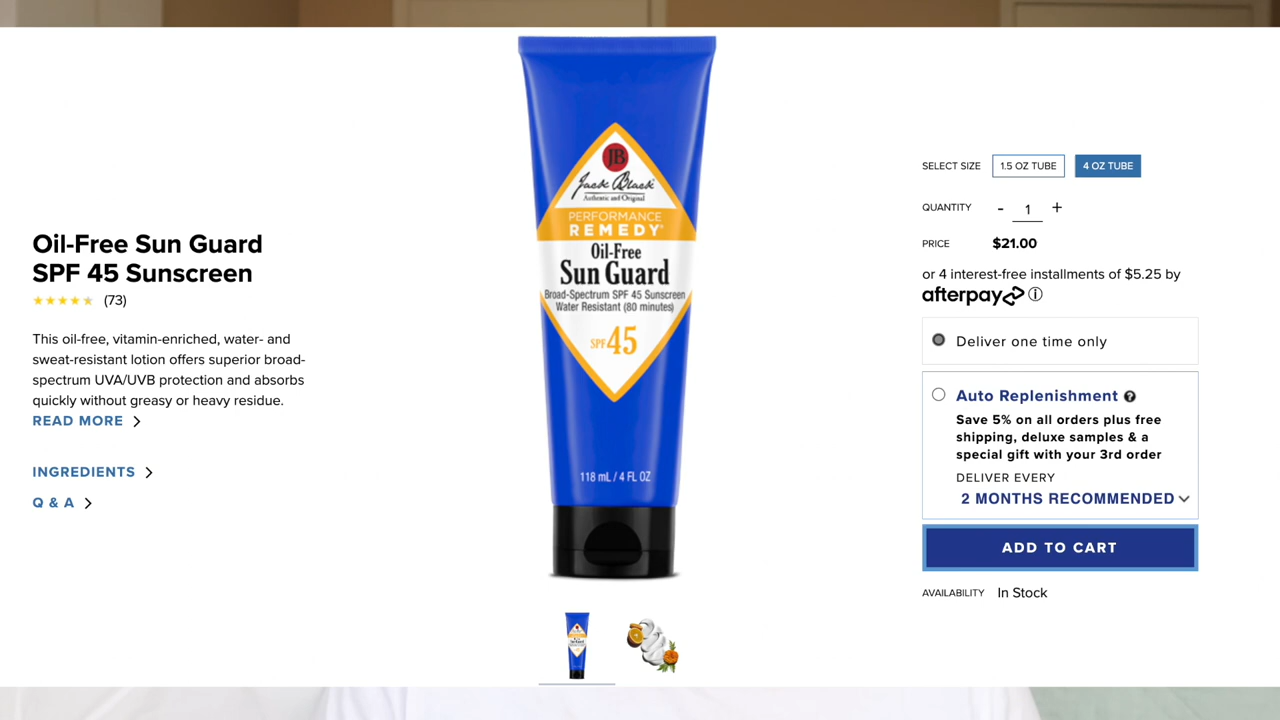 Oil-Free Sun Guard
SPF 45 Sunscreen
(73)
This oil-free, vitamin-enriched, water- and
sweat-resistant lotion offers superior broad-
spectrum UVA/UVB protection and absorbs
quickly without greasy or heavy residue.
READ MORE
INGREDIENTS
Q & A
JB
Jack Black
Authentic and Original
PERFORMANCE
REMEDY®
Oil-Free
Sun Guard
Broad-Spectrum SPF 45 Sunscreen
Water Resistant (80 minutes)
SPF 45
118 mL / 4 FL OZ
SELECT SIZE 1.5 OZ TUBE 4 OZ TUBE
QUANTITY - 1 +
PRICE $21.00
or 4 interest-free installments of $5.25 by
afterpay
Deliver one time only
Auto Replenishment ?
Save 5% on all orders plus free
shipping, deluxe samples & a
special gift with your 3rd order
DELIVER EVERY
2 MONTHS RECOMMENDED
ADD TO CART
AVAILABILITY In Stock